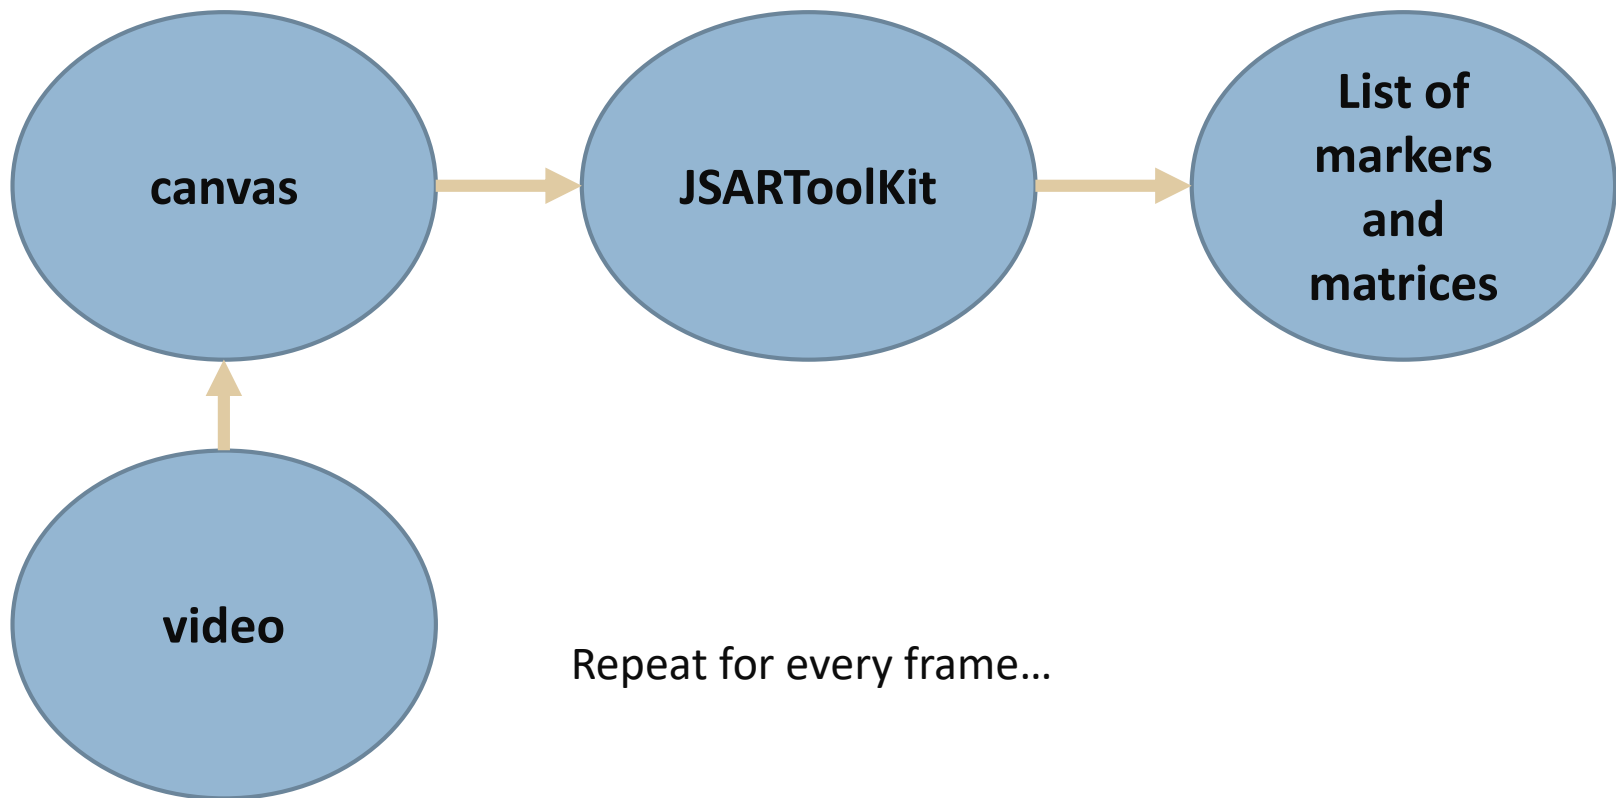 canvas
JSARToolKit
List of
markers
and
matrices
video
Repeat for every frame…